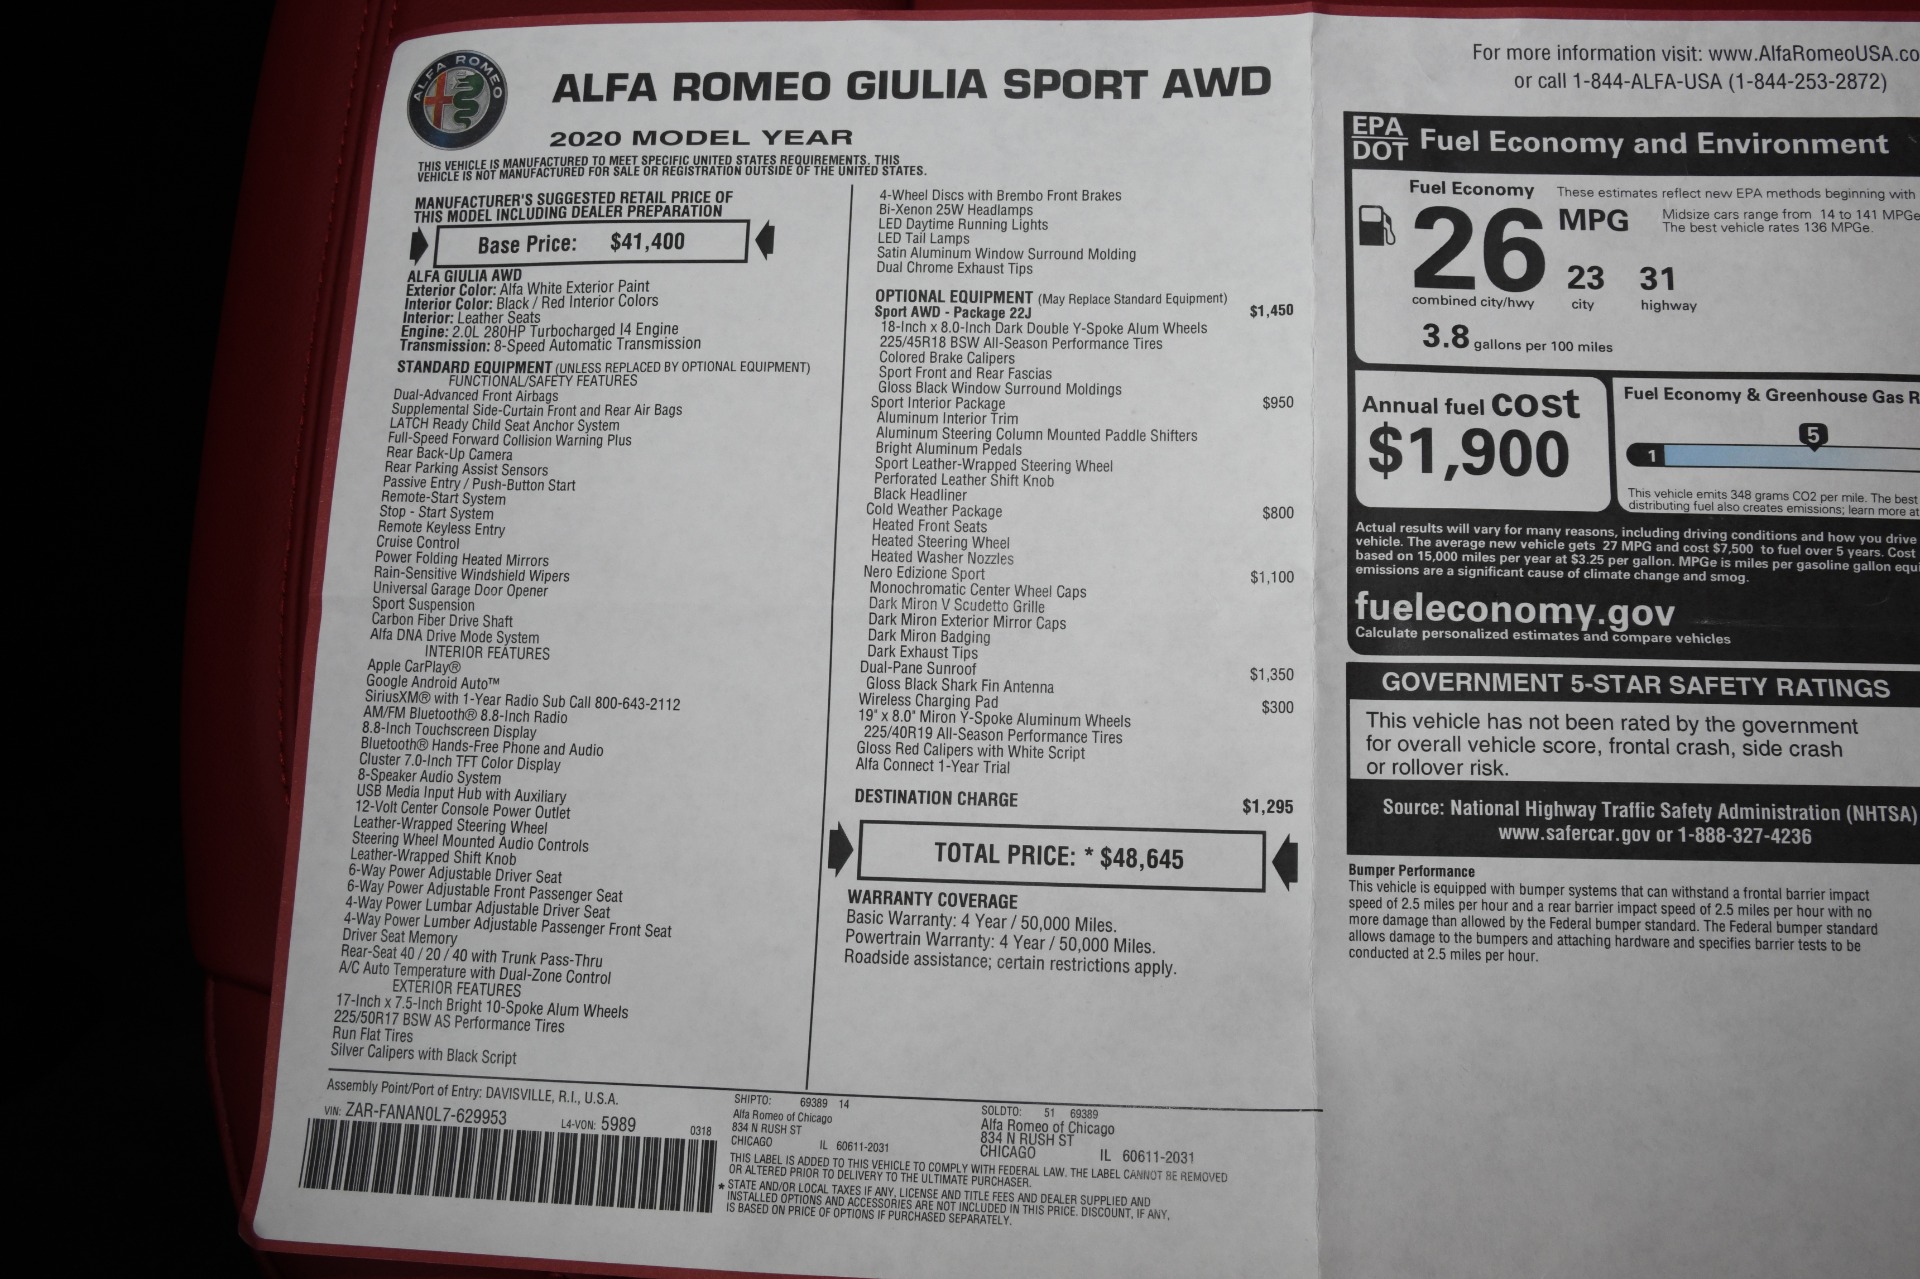 ALFA ROMEO
ALFA ROMEO GIULIA SPORT AWD
2020 MODEL YEAR
THIS VEHICLE IS MANUFACTURED TO MEET SPECIFIC UNITED STATES REQUIREMENTS. THIS
VEHICLE IS NOT MANUFACTURED FOR SALE OR REGISTRATION OUTSIDE OF THE UNITED STATES.
MANUFACTURER'S SUGGESTED RETAIL PRICE OF
THIS MODEL INCLUDING DEALER PREPARATION
Base Price: $41,400
ALFA GIULIA AWD
Exterior Color: Alfa White Exterior Paint
Interior Color: Black / Red Interior Colors
Interior: Leather Seats
Engine: 2.0L 280HP Turbocharged I4 Engine
Transmission: 8-Speed Automatic Transmission
STANDARD EQUIPMENT (UNLESS REPLACED BY OPTIONAL EQUIPMENT)
FUNCTIONAL/SAFETY FEATURES
Dual-Advanced Front Airbags
Supplemental Side-Curtain Front and Rear Air Bags
LATCH Ready Child Seat Anchor System
Full-Speed Forward Collision Warning Plus
Rear Back-Up Camera
Rear Parking Assist Sensors
Passive Entry / Push-Button Start
Remote-Start System
Stop - Start System
Remote Keyless Entry
Cruise Control
Power Folding Heated Mirrors
Rain-Sensitive Windshield Wipers
Universal Garage Door Opener
Sport Suspension
Carbon Fiber Drive Shaft
Alfa DNA Drive Mode System
INTERIOR FEATURES
Apple CarPlay®
Google Android Auto™
SiriusXM® with 1-Year Radio Sub Call 800-643-2112
AM/FM Bluetooth® 8.8-Inch Radio
8.8-Inch Touchscreen Display
Bluetooth® Hands-Free Phone and Audio
Cluster 7.0-Inch TFT Color Display
8-Speaker Audio System
USB Media Input Hub with Auxiliary
12-Volt Center Console Power Outlet
Leather-Wrapped Steering Wheel
Steering Wheel Mounted Audio Controls
Leather-Wrapped Shift Knob
6-Way Power Adjustable Driver Seat
6-Way Power Adjustable Front Passenger Seat
4-Way Power Lumbar Adjustable Driver Seat
4-Way Power Lumber Adjustable Passenger Front Seat
Driver Seat Memory
Rear-Seat 40 / 20 / 40 with Trunk Pass-Thru
A/C Auto Temperature with Dual-Zone Control
EXTERIOR FEATURES
17-Inch x 7.5-Inch Bright 10-Spoke Alum Wheels
225/50R17 BSW AS Performance Tires
Run Flat Tires
Silver Calipers with Black Script
4-Wheel Discs with Brembo Front Brakes
Bi-Xenon 25W Headlamps
LED Daytime Running Lights
LED Tail Lamps
Satin Aluminum Window Surround Molding
Dual Chrome Exhaust Tips
OPTIONAL EQUIPMENT (May Replace Standard Equipment)
Sport AWD - Package 22J $1,450
18-Inch x 8.0-Inch Dark Double Y-Spoke Alum Wheels
225/45R18 BSW All-Season Performance Tires
Colored Brake Calipers
Sport Front and Rear Fascias
Gloss Black Window Surround Moldings
Sport Interior Package $950
Aluminum Interior Trim
Aluminum Steering Column Mounted Paddle Shifters
Bright Aluminum Pedals
Sport Leather-Wrapped Steering Wheel
Perforated Leather Shift Knob
Black Headliner
Cold Weather Package $800
Heated Front Seats
Heated Steering Wheel
Heated Washer Nozzles
Nero Edizione Sport $1,100
Monochromatic Center Wheel Caps
Dark Miron V Scudetto Grille
Dark Miron Exterior Mirror Caps
Dark Miron Badging
Dark Exhaust Tips
Dual-Pane Sunroof $1,350
Gloss Black Shark Fin Antenna
Wireless Charging Pad $300
19" x 8.0" Miron Y-Spoke Aluminum Wheels
225/40R19 All-Season Performance Tires
Gloss Red Calipers with White Script
Alfa Connect 1-Year Trial
DESTINATION CHARGE $1,295
TOTAL PRICE: * $48,645
WARRANTY COVERAGE
Basic Warranty: 4 Year / 50,000 Miles.
Powertrain Warranty: 4 Year / 50,000 Miles.
Roadside assistance; certain restrictions apply.
Assembly Point/Port of Entry: DAVISVILLE, R.I., U.S.A.
VIN: ZAR-FANAN0L7-629953
L4-VON: 5989
0318
SHIPTO: 69389 14
Alfa Romeo of Chicago
834 N RUSH ST
CHICAGO IL 60611-2031
SOLDTO: 51 69389
Alfa Romeo of Chicago
834 N RUSH ST
CHICAGO IL 60611-2031
THIS LABEL IS ADDED TO THIS VEHICLE TO COMPLY WITH FEDERAL LAW. THE LABEL CANNOT BE REMOVED
OR ALTERED PRIOR TO DELIVERY TO THE ULTIMATE PURCHASER.
* STATE AND/OR LOCAL TAXES IF ANY, LICENSE AND TITLE FEES AND DEALER SUPPLIED AND
INSTALLED OPTIONS AND ACCESSORIES ARE NOT INCLUDED IN THIS PRICE. DISCOUNT, IF ANY,
IS BASED ON PRICE OF OPTIONS IF PURCHASED SEPARATELY.
For more information visit: www.AlfaRomeoUSA.co
or call 1-844-ALFA-USA (1-844-253-2872)
EPA
DOT
Fuel Economy and Environment
Fuel Economy
These estimates reflect new EPA methods beginning with
26 MPG
Midsize cars range from 14 to 141 MPGe
The best vehicle rates 136 MPGe.
23 31
combined city/hwy city highway
3.8 gallons per 100 miles
Annual fuel cost
$1,900
Fuel Economy & Greenhouse Gas R
5
1
This vehicle emits 348 grams CO2 per mile. The best
distributing fuel also creates emissions; learn more at
Actual results will vary for many reasons, including driving conditions and how you drive
vehicle. The average new vehicle gets 27 MPG and cost $7,500 to fuel over 5 years. Cost
based on 15,000 miles per year at $3.25 per gallon. MPGe is miles per gasoline gallon equi
emissions are a significant cause of climate change and smog.
fueleconomy.gov
Calculate personalized estimates and compare vehicles
GOVERNMENT 5-STAR SAFETY RATINGS
This vehicle has not been rated by the government
for overall vehicle score, frontal crash, side crash
or rollover risk.
Source: National Highway Traffic Safety Administration (NHTSA)
www.safercar.gov or 1-888-327-4236
Bumper Performance
This vehicle is equipped with bumper systems that can withstand a frontal barrier impact
speed of 2.5 miles per hour and a rear barrier impact speed of 2.5 miles per hour with no
more damage than allowed by the Federal bumper standard. The Federal bumper standard
allows damage to the bumpers and attaching hardware and specifies barrier tests to be
conducted at 2.5 miles per hour.